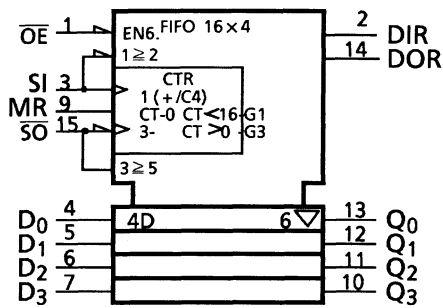 OE 1 EN6. FIFO 16×4 2 DIR
1≧2 14 DOR
SI 3 CTR
1 (+/C4)
MR 9 CT-0 CT<16-G1
SO 15 3- CT>0-G3
3≧5
D0 4 4D 6▽ 13 Q0
D1 5 12 Q1
D2 6 11 Q2
D3 7 10 Q3